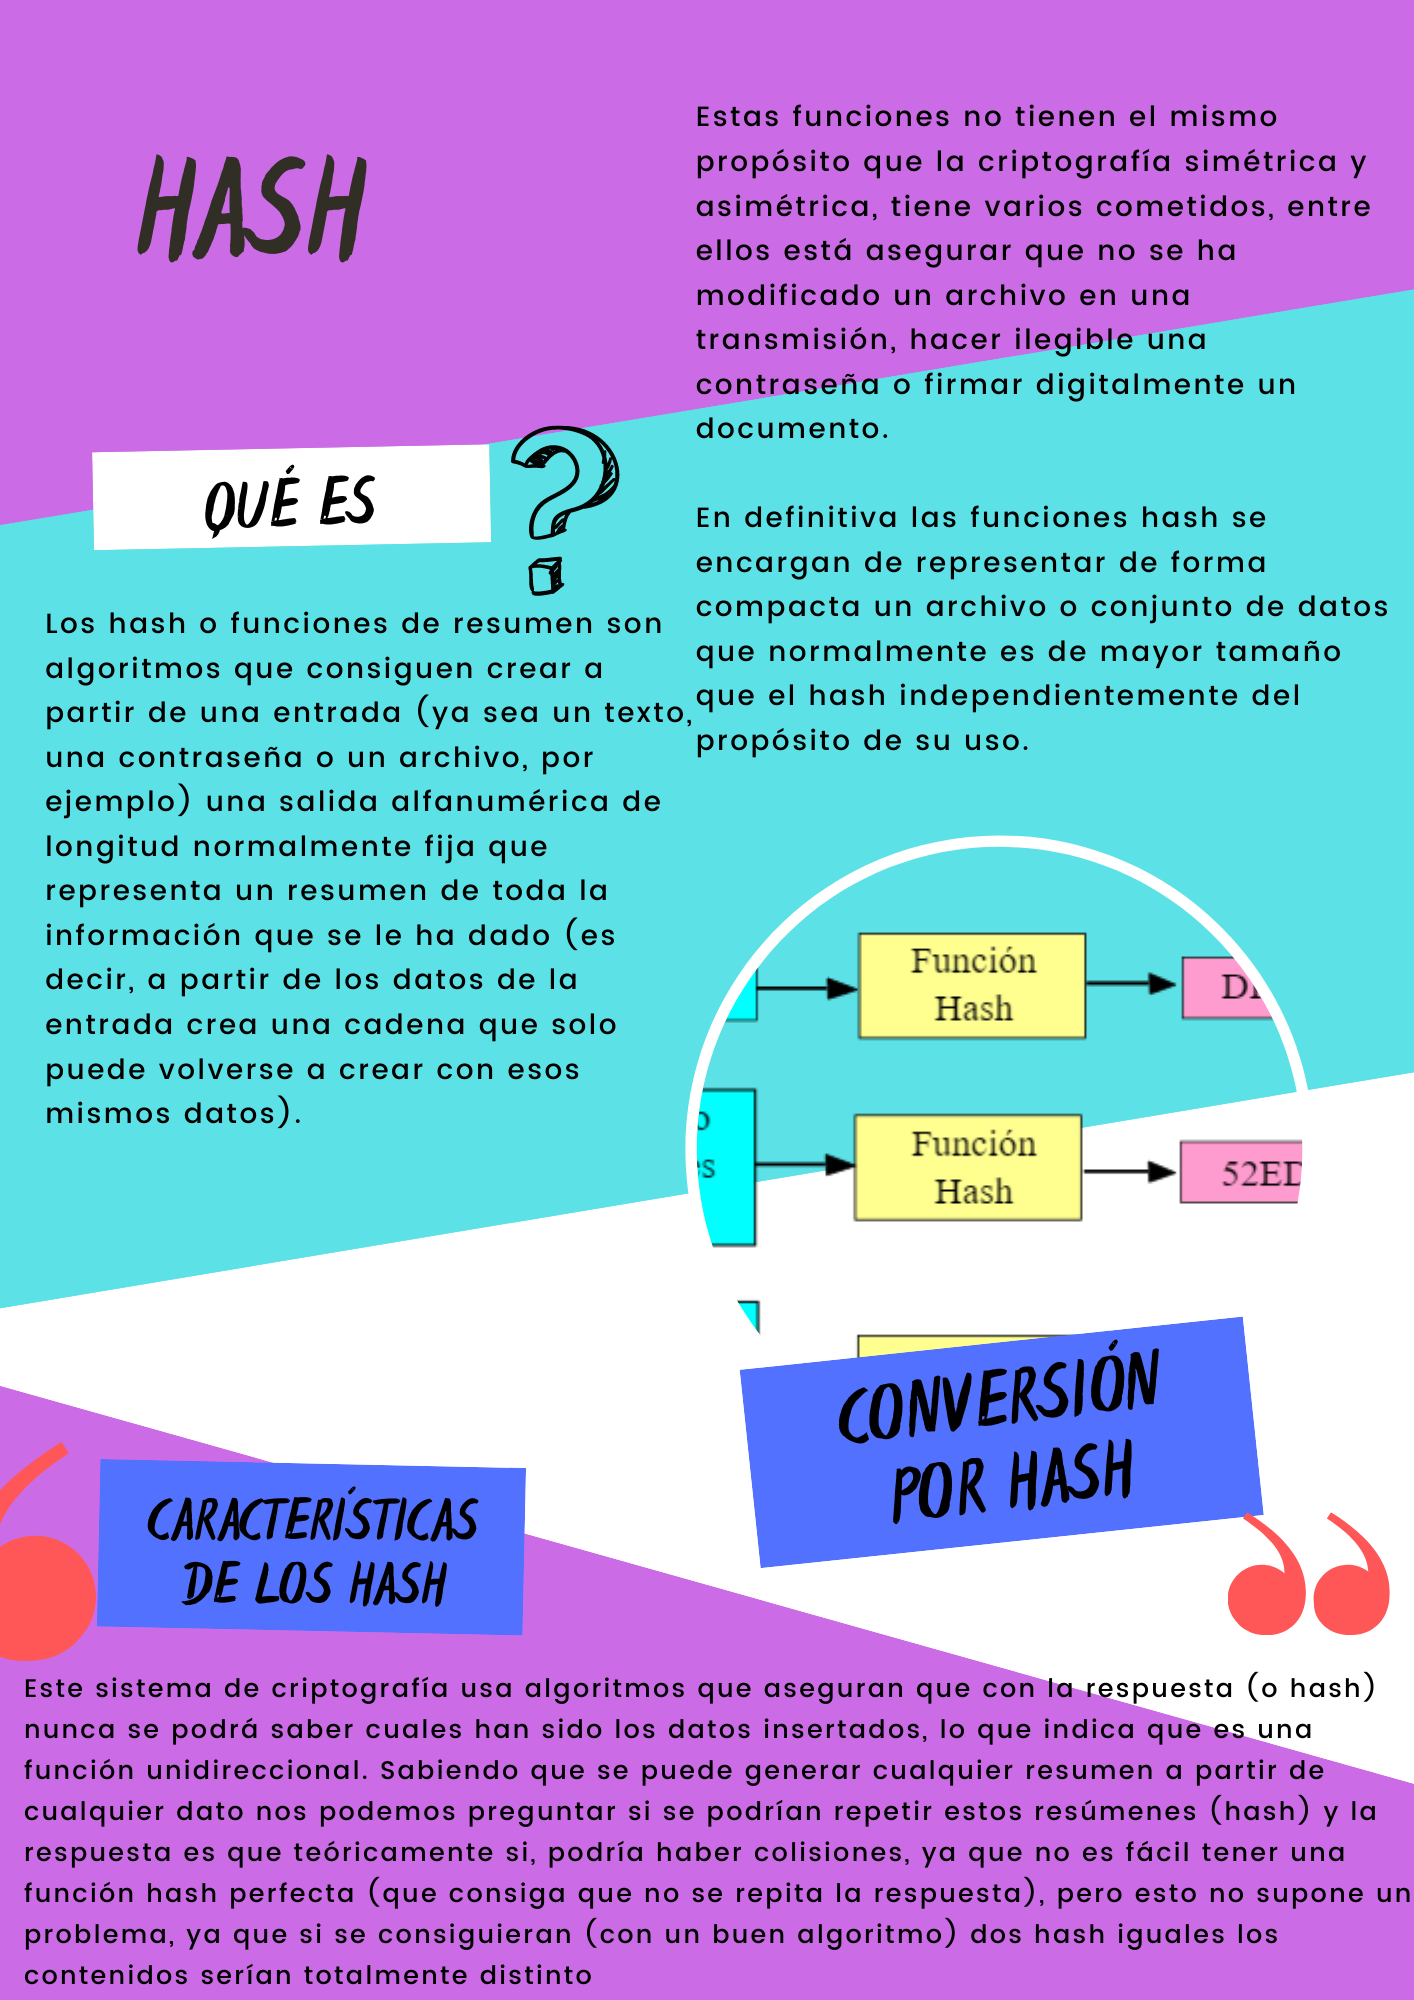 HASH
QUÉ ES
?
Los hash o funciones de resumen son
algoritmos que consiguen crear a
partir de una entrada (ya sea un texto,
una contraseña o un archivo, por
ejemplo) una salida alfanumérica de
longitud normalmente fija que
representa un resumen de toda la
información que se le ha dado (es
decir, a partir de los datos de la
entrada crea una cadena que solo
puede volverse a crear con esos
mismos datos).
Estas funciones no tienen el mismo
propósito que la criptografía simétrica y
asimétrica, tiene varios cometidos, entre
ellos está asegurar que no se ha
modificado un archivo en una
transmisión, hacer ilegible una
contraseña o firmar digitalmente un
documento.
En definitiva las funciones hash se
encargan de representar de forma
compacta un archivo o conjunto de datos
que normalmente es de mayor tamaño
que el hash independientemente del
propósito de su uso.
Función
Hash
Función
Hash
52ED
CONVERSIÓN
POR HASH
CARACTERÍSTICAS
DE LOS HASH
Este sistema de criptografía usa algoritmos que aseguran que con la respuesta (o hash)
nunca se podrá saber cuales han sido los datos insertados, lo que indica que es una
función unidireccional. Sabiendo que se puede generar cualquier resumen a partir de
cualquier dato nos podemos preguntar si se podrían repetir estos resúmenes (hash) y la
respuesta es que teóricamente si, podría haber colisiones, ya que no es fácil tener una
función hash perfecta (que consiga que no se repita la respuesta), pero esto no supone un
problema, ya que si se consiguieran (con un buen algoritmo) dos hash iguales los
contenidos serían totalmente distinto